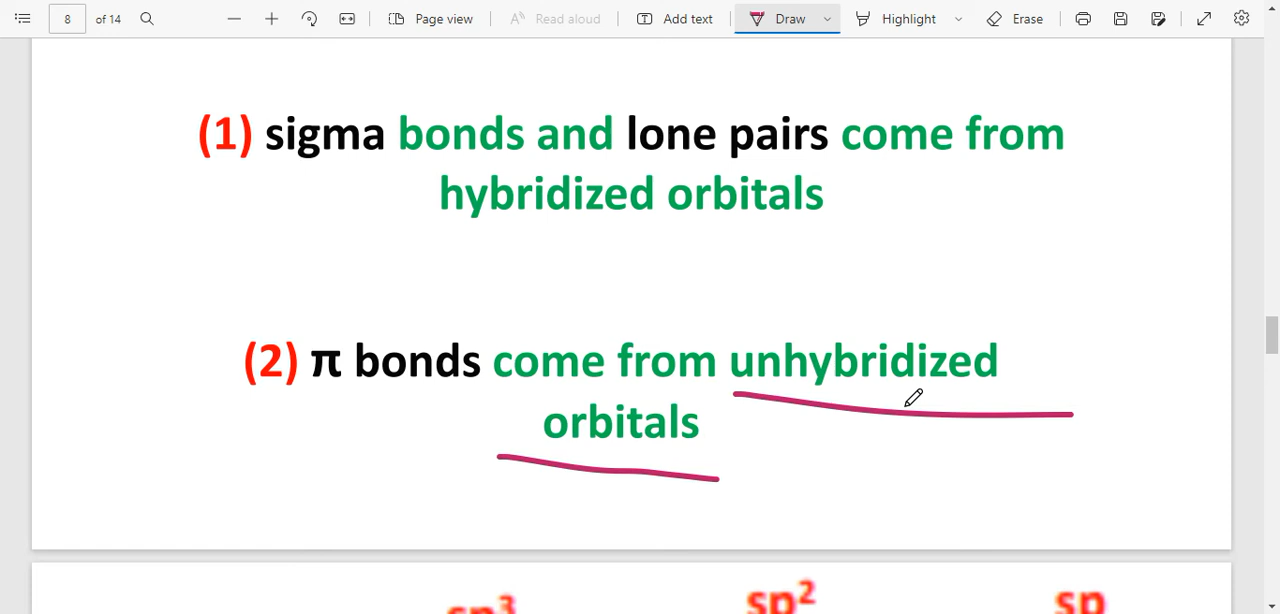 8 of 14 Page view Read aloud Add text Draw Highlight Erase
(1) sigma bonds and lone pairs come from
hybridized orbitals
(2) π bonds come from unhybridized
orbitals
sp³ sp² sp